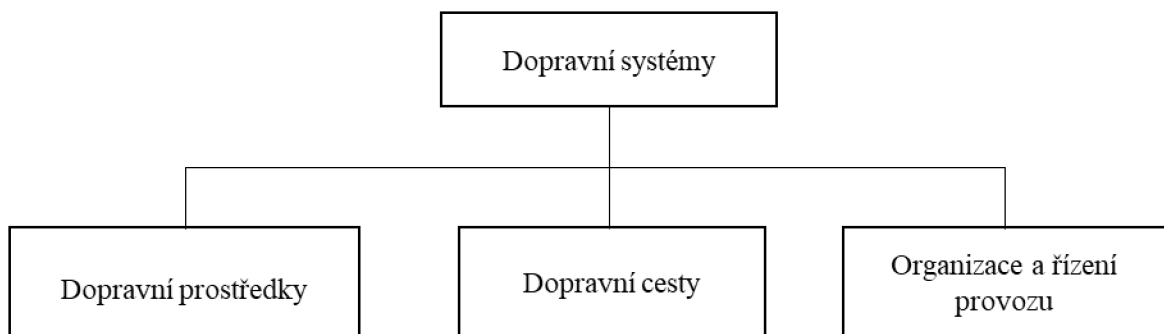 Dopravní systémy
Dopravní prostředky
Dopravní cesty
Organizace a řízení
provozu